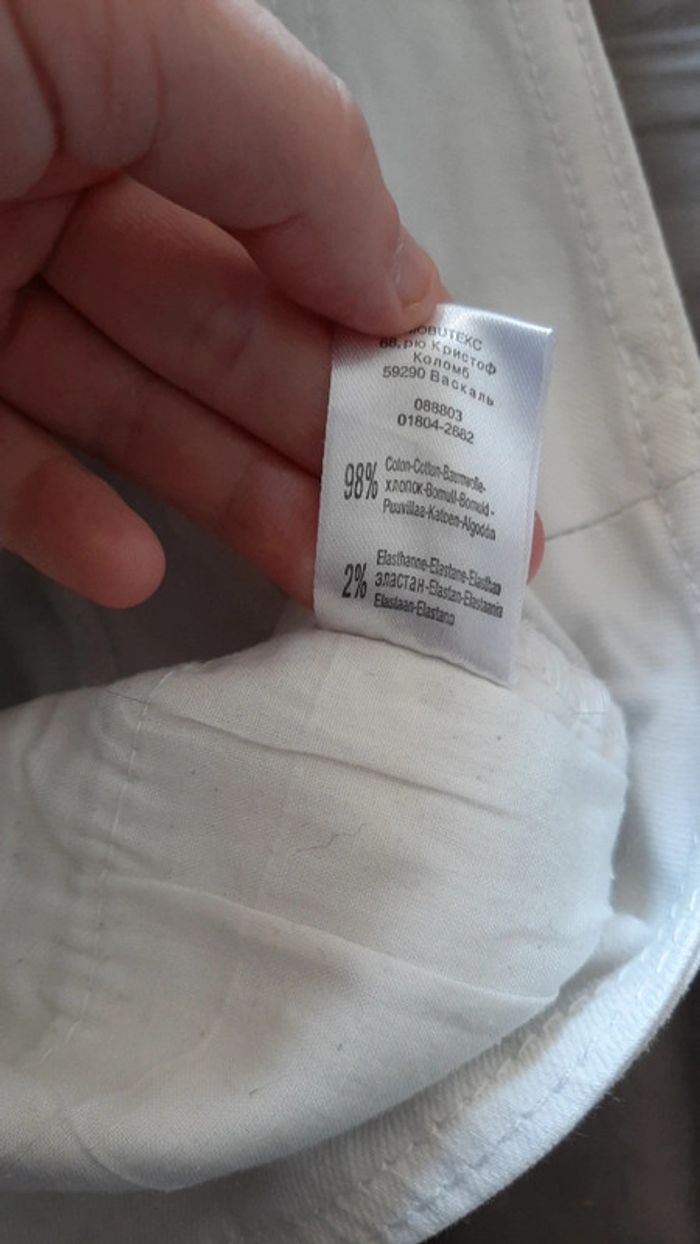 68, рю Кристоф
Коломб
59290 Васкаль
088803
01804-2682
98% Coton-Cotton-Baumwolle-
хлопок-Bomull-Bomuld-
Puuvillaa-Katoen-Algodón
2% Elasthanne-Elastane-Elasthan
эластан-Elastan-Elastaania
Elastaan-Elastano